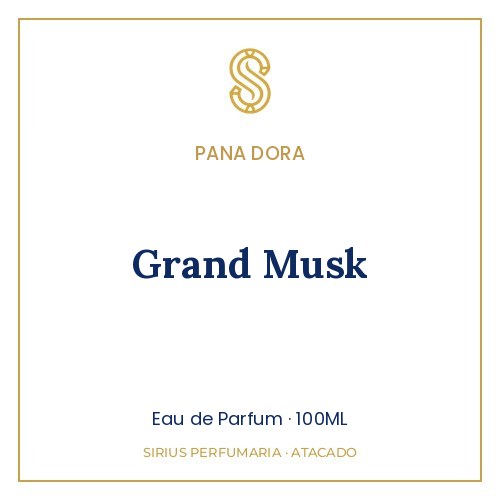 PANA DORA
Grand Musk
Eau de Parfum · 100ML
SIRIUS PERFUMARIA · ATACADO